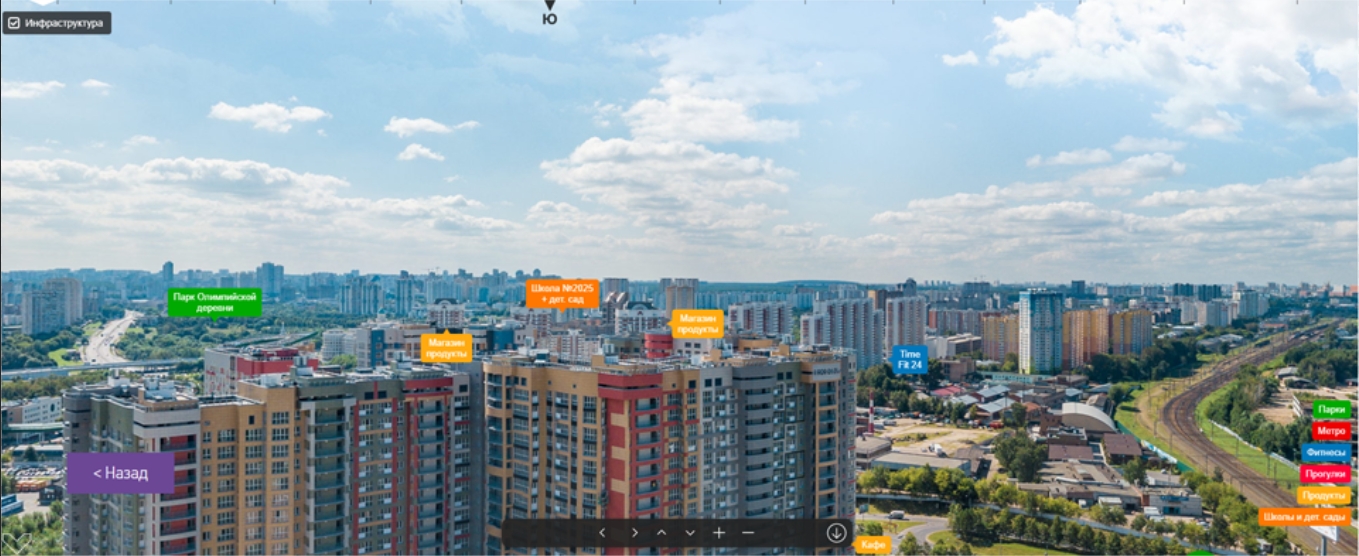 Инфраструктура
Ю
Парк Олимпийской
деревни
Школа №2025
+ дет. сад
Магазин
продукты
Магазин
продукты
Time
Fit 24
< Назад
Парки
Метро
Фитнесы
Прогулки
Продукты
Школы и дет. сады
Кафе